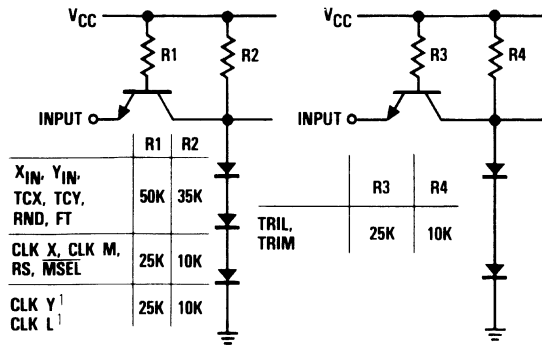 VCC
R1
R2
INPUT
R1 R2
XIN, YIN,
TCX, TCY,
RND, FT
50K 35K
CLK X, CLK M,
RS, MSEL
25K 10K
CLK Y1
CLK L1
25K 10K
VCC
R3
R4
INPUT
R3 R4
TRIL,
TRIM
25K 10K